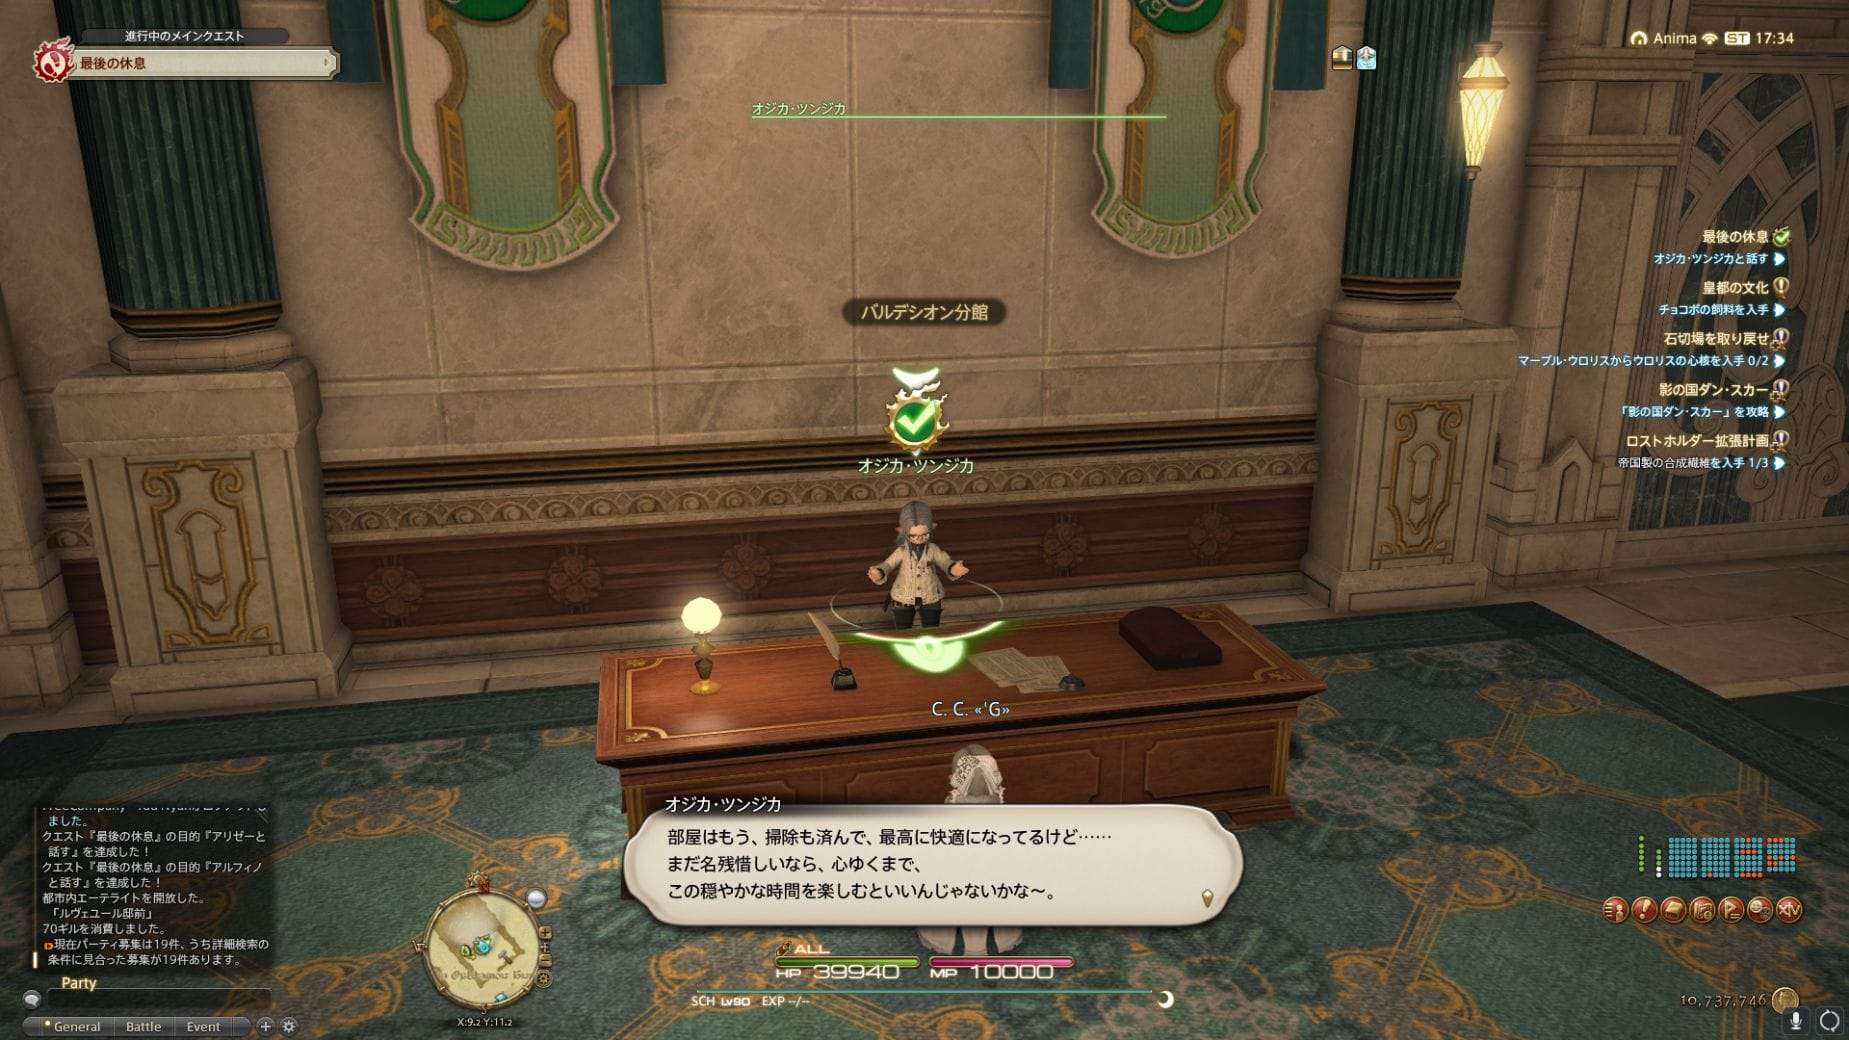 進行中のメインクエスト
最後の休息
Anima ST 17:34
オジカ・ツンジカ
最後の休息
オジカ・ツンジカと話す
皇都の文化
チョコボの飼料を入手
石切場を取り戻せ
マーブル・ウロリスからウロリスの心核を入手 0/2
影の国ダン・スカー
「影の国ダン・スカー」を攻略
ロストホルダー拡張計画
帝国製の合成繊維を入手 1/3
バルデシオン分館
オジカ・ツンジカ
C. C. «'G»
オジカ・ツンジカ
部屋はもう、掃除も済んで、最高に快適になってるけど……
まだ名残惜しいなら、心ゆくまで、
この穏やかな時間を楽しむといいんじゃないかな～。
ました。
クエスト『最後の休息』の目的『アリゼーと
話す』を達成した！
クエスト『最後の休息』の目的『アルフィノ
と話す』を達成した！
都市内エーテライトを開放した。
「ルヴェユール邸前」
70ギルを消費しました。
現在パーティ募集は19件、うち詳細検索の
条件に見合った募集が19件あります。
Party
General Battle Event
X:9.2 Y:11.2
ALL
HP 39940 MP 10000
SCH Lv90 EXP --/--
XIV
10,737,746